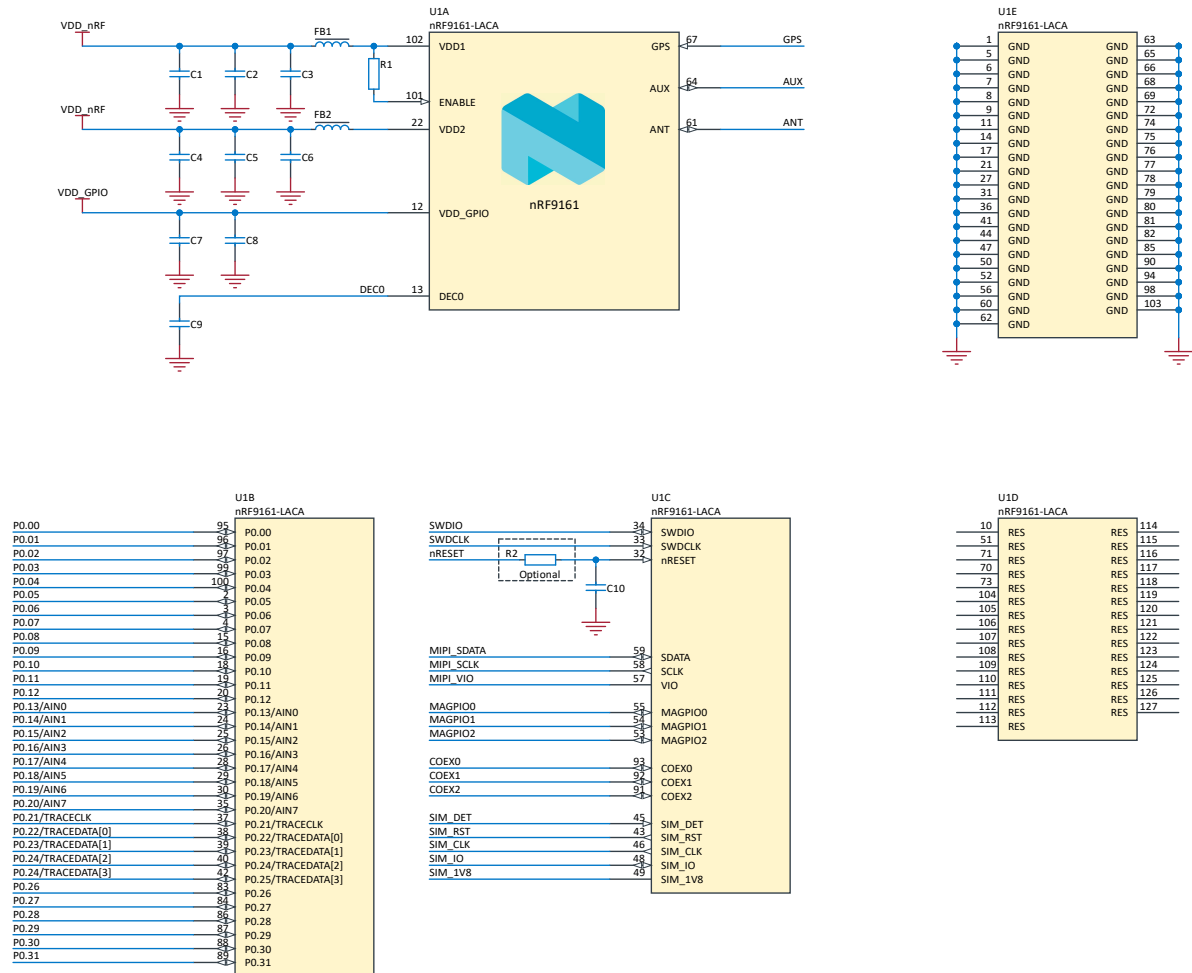 U1A
nRF9161-LACA
VDD_nRF
FB1
102 VDD1
C1 C2 C3 R1
101 ENABLE
VDD_nRF
FB2
22 VDD2
C4 C5 C6
VDD_GPIO
12 VDD_GPIO
C7 C8
DEC0 13 DEC0
C9
GPS 67 GPS
AUX 64 AUX
ANT 61 ANT
nRF9161
U1E
nRF9161-LACA
1 GND GND 63
5 GND GND 65
6 GND GND 66
7 GND GND 68
8 GND GND 69
9 GND GND 72
11 GND GND 74
14 GND GND 75
17 GND GND 76
21 GND GND 77
27 GND GND 78
31 GND GND 79
36 GND GND 80
41 GND GND 81
44 GND GND 82
47 GND GND 85
50 GND GND 90
52 GND GND 94
56 GND GND 98
60 GND GND 103
62 GND
U1B
nRF9161-LACA
P0.00 95 P0.00
P0.01 96 P0.01
P0.02 97 P0.02
P0.03 99 P0.03
P0.04 100 P0.04
P0.05 2 P0.05
P0.06 3 P0.06
P0.07 4 P0.07
P0.08 15 P0.08
P0.09 16 P0.09
P0.10 18 P0.10
P0.11 19 P0.11
P0.12 20 P0.12
P0.13/AIN0 23 P0.13/AIN0
P0.14/AIN1 24 P0.14/AIN1
P0.15/AIN2 25 P0.15/AIN2
P0.16/AIN3 26 P0.16/AIN3
P0.17/AIN4 28 P0.17/AIN4
P0.18/AIN5 29 P0.18/AIN5
P0.19/AIN6 30 P0.19/AIN6
P0.20/AIN7 35 P0.20/AIN7
P0.21/TRACECLK 37 P0.21/TRACECLK
P0.22/TRACEDATA[0] 38 P0.22/TRACEDATA[0]
P0.23/TRACEDATA[1] 39 P0.23/TRACEDATA[1]
P0.24/TRACEDATA[2] 40 P0.24/TRACEDATA[2]
P0.24/TRACEDATA[3] 42 P0.25/TRACEDATA[3]
P0.26 83 P0.26
P0.27 84 P0.27
P0.28 86 P0.28
P0.29 87 P0.29
P0.30 88 P0.30
P0.31 89 P0.31
U1C
nRF9161-LACA
SWDIO 34 SWDIO
SWDCLK 33 SWDCLK
nRESET R2 32 nRESET
Optional
C10
MIPI_SDATA 59 SDATA
MIPI_SCLK 58 SCLK
MIPI_VIO 57 VIO
MAGPIO0 55 MAGPIO0
MAGPIO1 54 MAGPIO1
MAGPIO2 53 MAGPIO2
COEX0 93 COEX0
COEX1 92 COEX1
COEX2 91 COEX2
SIM_DET 45 SIM_DET
SIM_RST 43 SIM_RST
SIM_CLK 46 SIM_CLK
SIM_IO 48 SIM_IO
SIM_1V8 49 SIM_1V8
U1D
nRF9161-LACA
10 RES RES 114
51 RES RES 115
71 RES RES 116
70 RES RES 117
73 RES RES 118
104 RES RES 119
105 RES RES 120
106 RES RES 121
107 RES RES 122
108 RES RES 123
109 RES RES 124
110 RES RES 125
111 RES RES 126
112 RES RES 127
113 RES